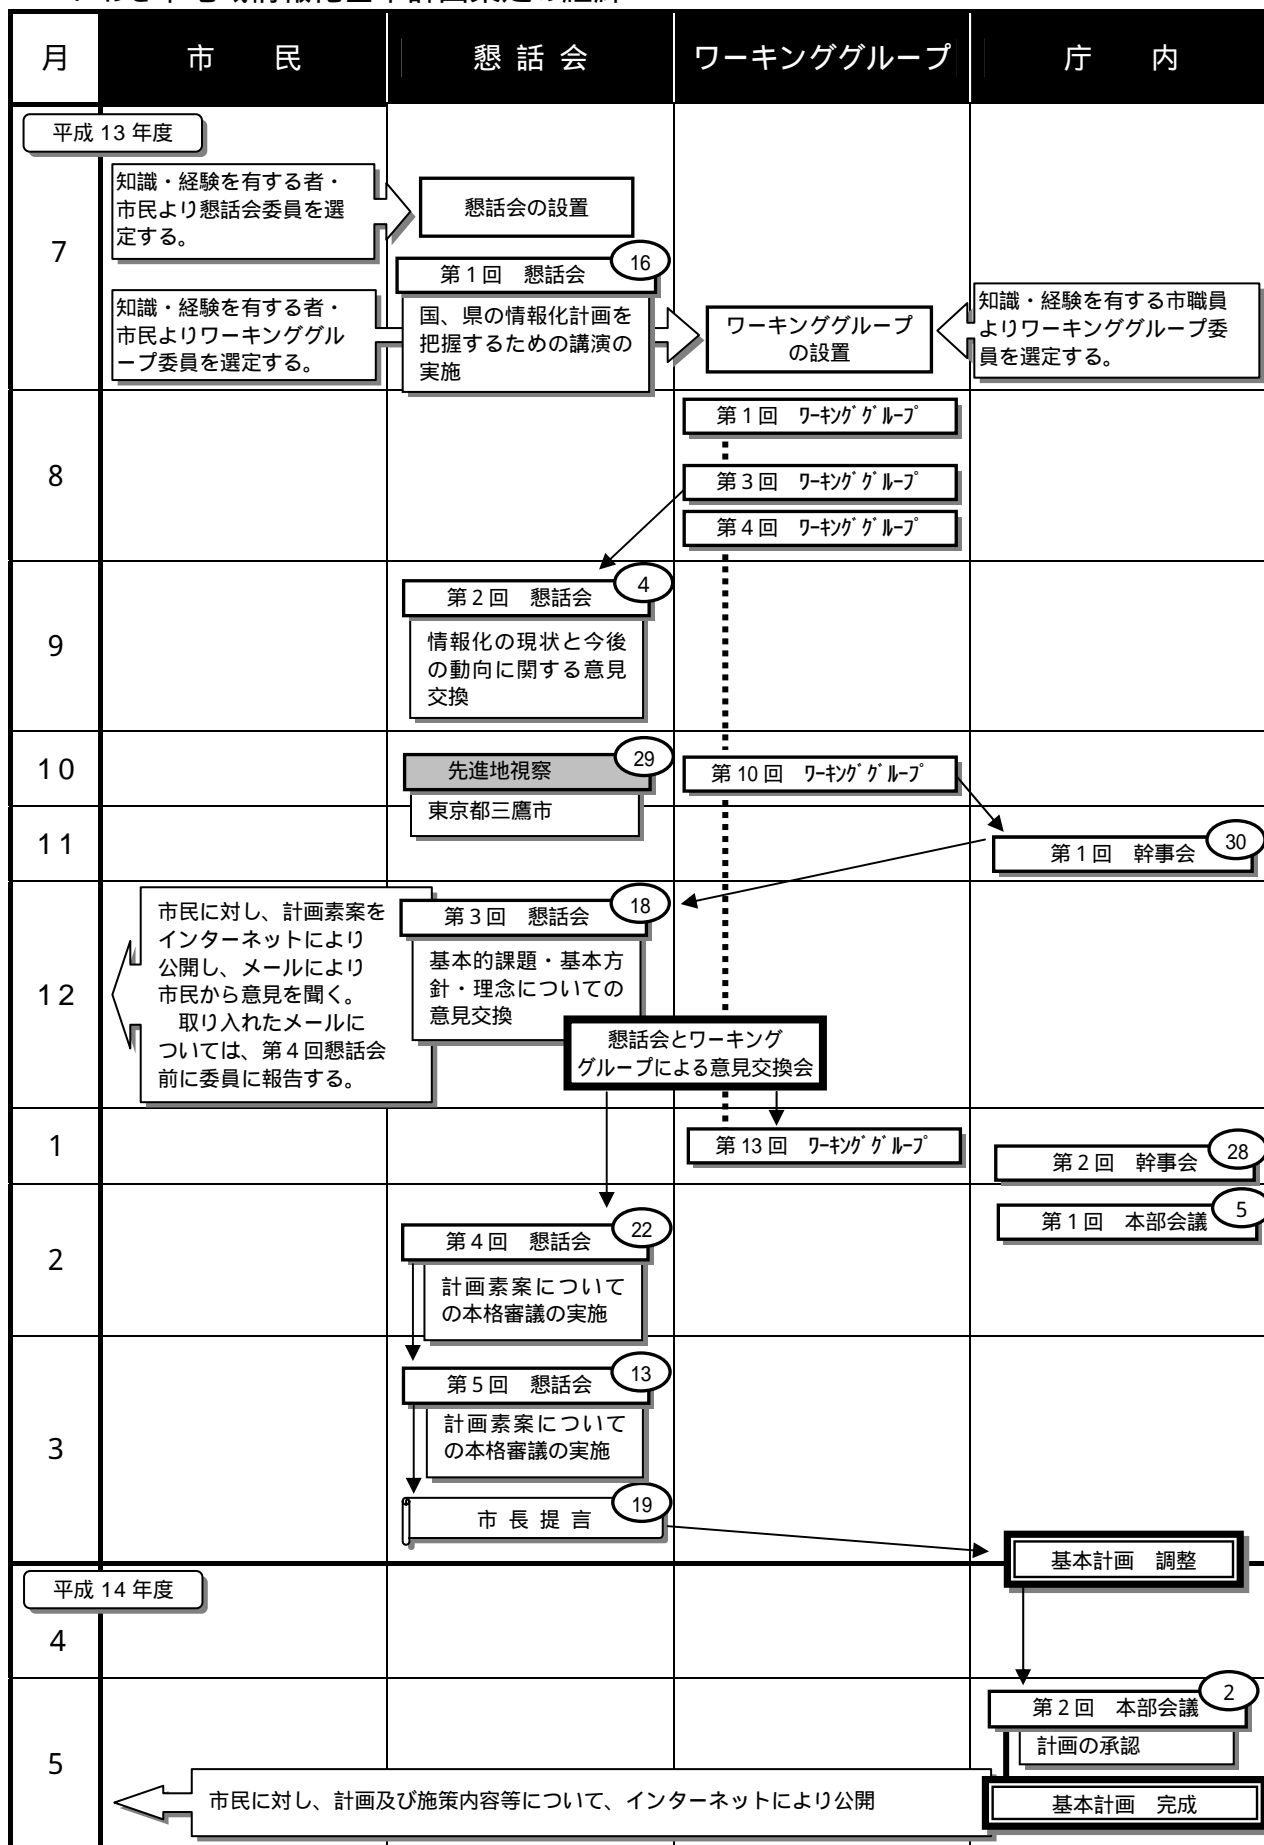 月
市　　民
懇 話 会
ワーキンググループ
庁　　内
平成 13 年度
7
知識・経験を有する者・
市民より懇話会委員を選
定する。
懇話会の設置
第１回　懇話会
16
国、県の情報化計画を
把握するための講演の
実施
知識・経験を有する者・
市民よりワーキンググル
ープ委員を選定する。
ワーキンググループ
の設置
知識・経験を有する市職員
よりワーキンググループ委
員を選定する。
8
第１回　ﾜｰｷﾝｸﾞｸﾞﾙｰﾌﾟ
第３回　ﾜｰｷﾝｸﾞｸﾞﾙｰﾌﾟ
第４回　ﾜｰｷﾝｸﾞｸﾞﾙｰﾌﾟ
9
第２回　懇話会
4
情報化の現状と今後
の動向に関する意見
交換
10
先進地視察
29
東京都三鷹市
第 10 回　ﾜｰｷﾝｸﾞｸﾞﾙｰﾌﾟ
11
第１回　幹事会
30
12
市民に対し、計画素案を
インターネットにより
公開し、メールにより
市民から意見を聞く。
　取り入れたメールに
ついては、第４回懇話会
前に委員に報告する。
第３回　懇話会
18
基本的課題・基本方
針・理念についての
意見交換
懇話会とワーキング
グループによる意見交換会
1
第 13 回　ﾜｰｷﾝｸﾞｸﾞﾙｰﾌﾟ
第２回　幹事会
28
2
第１回　本部会議
5
第４回　懇話会
22
計画素案について
の本格審議の実施
3
第５回　懇話会
13
計画素案について
の本格審議の実施
市 長 提 言
19
基本計画　調整
平成 14 年度
4
5
第２回　本部会議
2
計画の承認
市民に対し、計画及び施策内容等について、インターネットにより公開
基本計画　完成